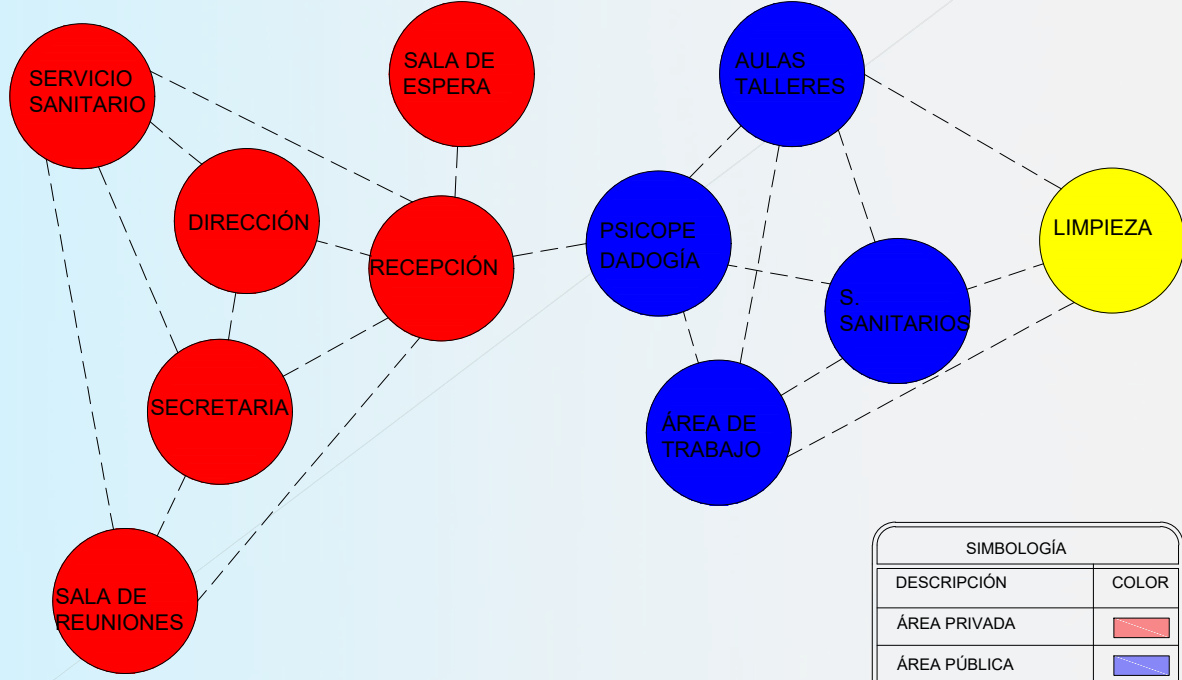 SERVICIO
SANITARIO
SALA DE
ESPERA
AULAS
TALLERES
DIRECCIÓN
RECEPCIÓN
PSICOPE
DADOGÍA
LIMPIEZA
S.
SANITARIOS
SECRETARIA
ÁREA DE
TRABAJO
SALA DE
REUNIONES
SIMBOLOGÍA
DESCRIPCIÓN COLOR
ÁREA PRIVADA
ÁREA PÚBLICA